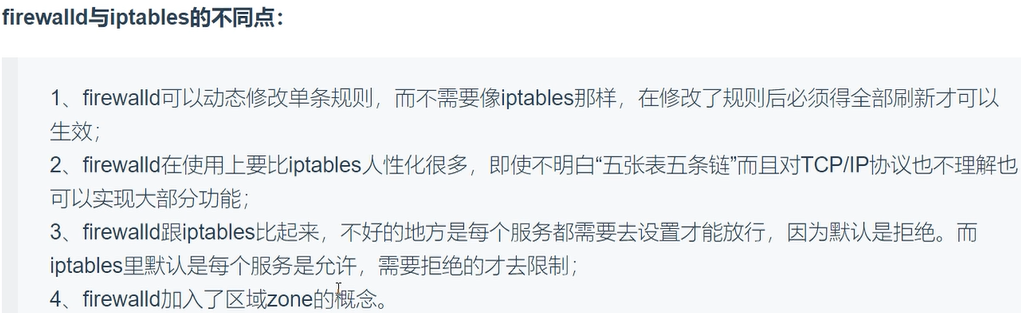 firewalld与iptables的不同点：
1、firewalld可以动态修改单条规则，而不需要像iptables那样，在修改了规则后必须得全部刷新才可以
生效；
2、firewalld在使用上要比iptables人性化很多，即使不明白“五张表五条链”而且对TCP/IP协议也不理解也
可以实现大部分功能；
3、firewalld跟iptables比起来，不好的地方是每个服务都需要去设置才能放行，因为默认是拒绝。而
iptables里默认是每个服务是允许，需要拒绝的才去限制；
4、firewalld加入了区域zone的概念。